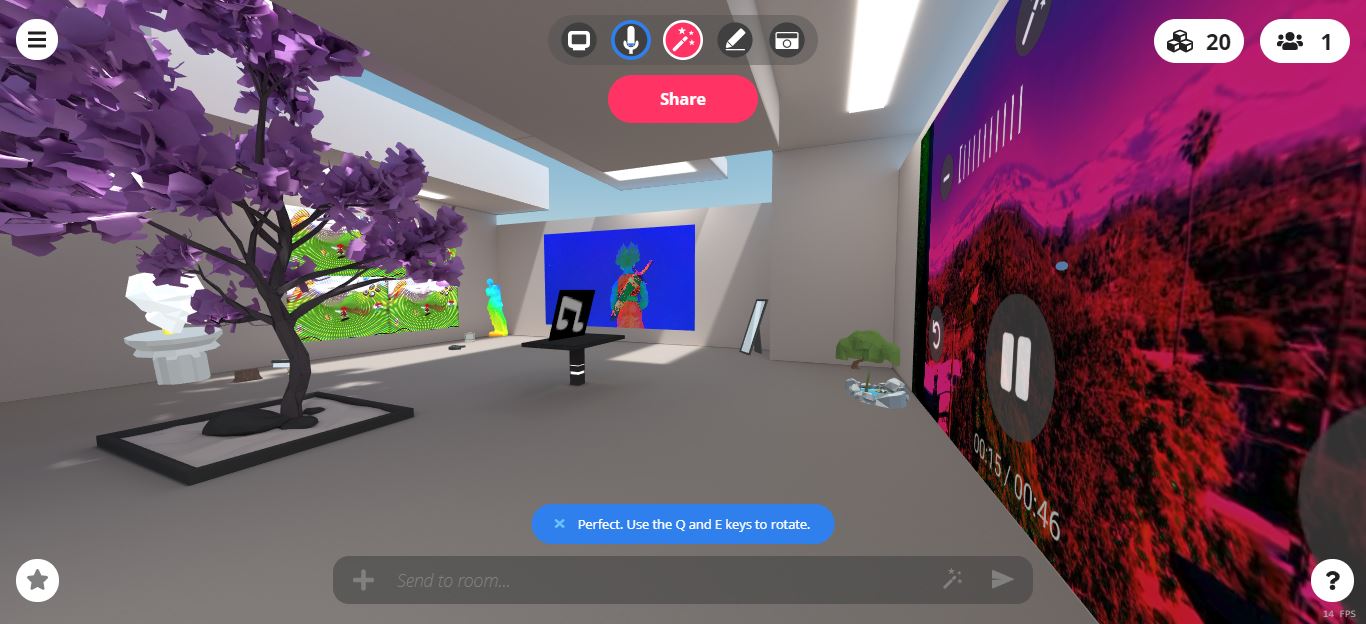 20
1
Share
00:15 / 00:46
Perfect. Use the Q and E keys to rotate.
Send to room...
?
14 FPS